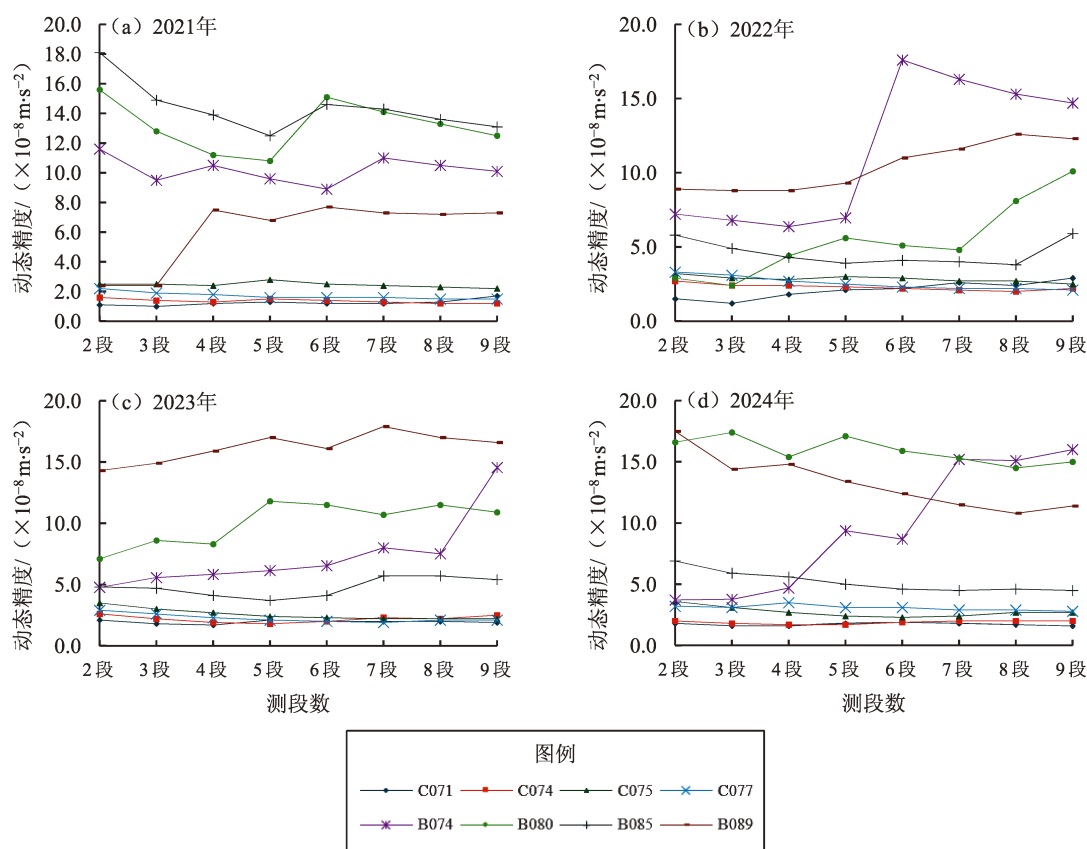 (a) 2021年
动态精度/(×10⁻⁸m·s⁻²)
20.0
18.0
16.0
14.0
12.0
10.0
8.0
6.0
4.0
2.0
0.0
2段 3段 4段 5段 6段 7段 8段 9段
(b) 2022年
动态精度/(×10⁻⁸m·s⁻²)
20.0
15.0
10.0
5.0
0.0
2段 3段 4段 5段 6段 7段 8段 9段
(c) 2023年
动态精度/(×10⁻⁸m·s⁻²)
20.0
15.0
10.0
5.0
0.0
2段 3段 4段 5段 6段 7段 8段 9段
测段数
(d) 2024年
动态精度/(×10⁻⁸m·s⁻²)
20.0
15.0
10.0
5.0
0.0
2段 3段 4段 5段 6段 7段 8段 9段
测段数
图例
C071 C074 C075 C077
B074 B080 B085 B089